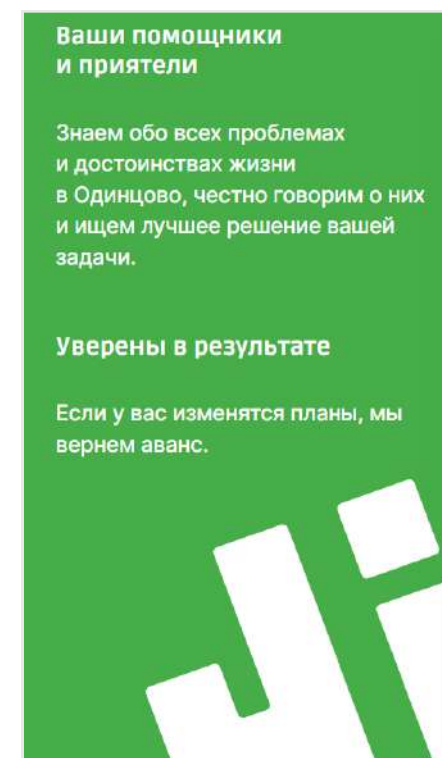 Ваши помощники
и приятели
Знаем обо всех проблемах
и достоинствах жизни
в Одинцово, честно говорим о них
и ищем лучшее решение вашей
задачи.
Уверены в результате
Если у вас изменятся планы, мы
вернем аванс.
Ji